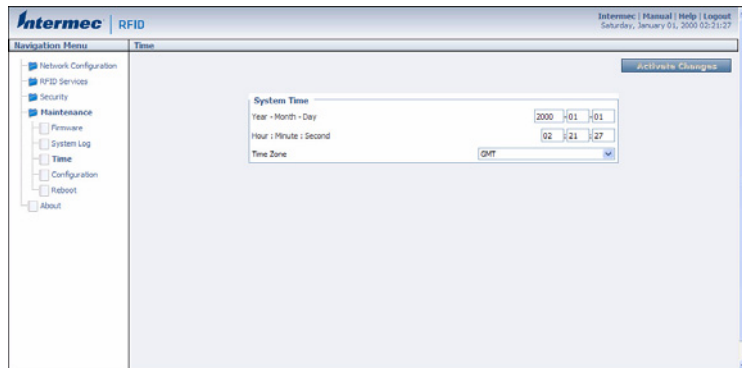 Intermec RFID
Intermec | Manual | Help | Logout
Saturday, January 01, 2000 02:21:27
Navigation Menu
Time
Network Configuration
RFID Services
Security
Maintenance
Firmware
System Log
Time
Configuration
Reboot
About
Activate Changes
System Time
Year - Month - Day 2000 -01 -01
Hour : Minute : Second 02 :21 :27
Time Zone GMT